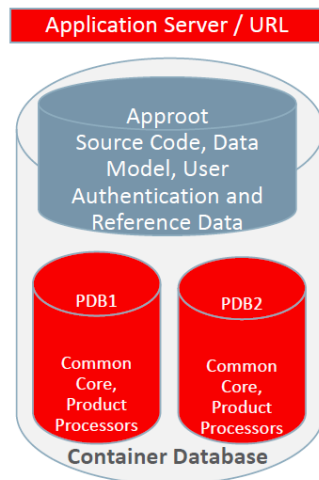 Application Server / URL
Approot
Source Code, Data
Model, User
Authentication and
Reference Data
PDB1
Common
Core,
Product
Processors
PDB2
Common
Core,
Product
Processors
Container Database